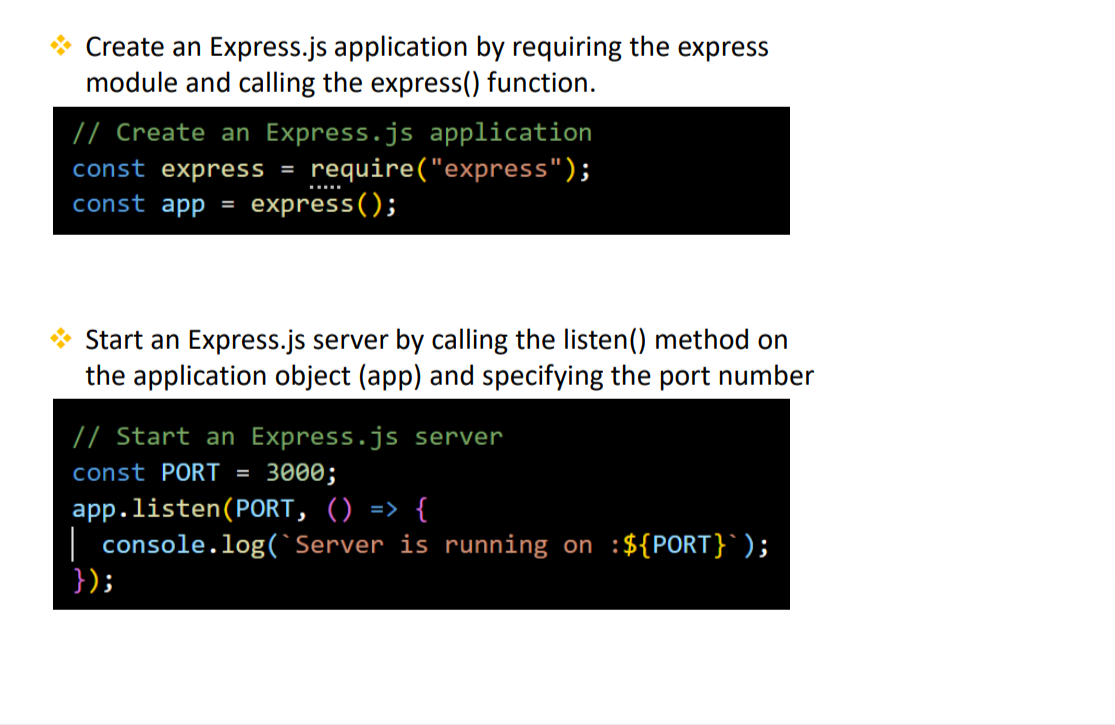 Create an Express.js application by requiring the express
module and calling the express() function.
// Create an Express.js application
const express = require("express");
const app = express();
Start an Express.js server by calling the listen() method on
the application object (app) and specifying the port number
// Start an Express.js server
const PORT = 3000;
app.listen(PORT, () => {
console.log(`Server is running on :${PORT}`);
});